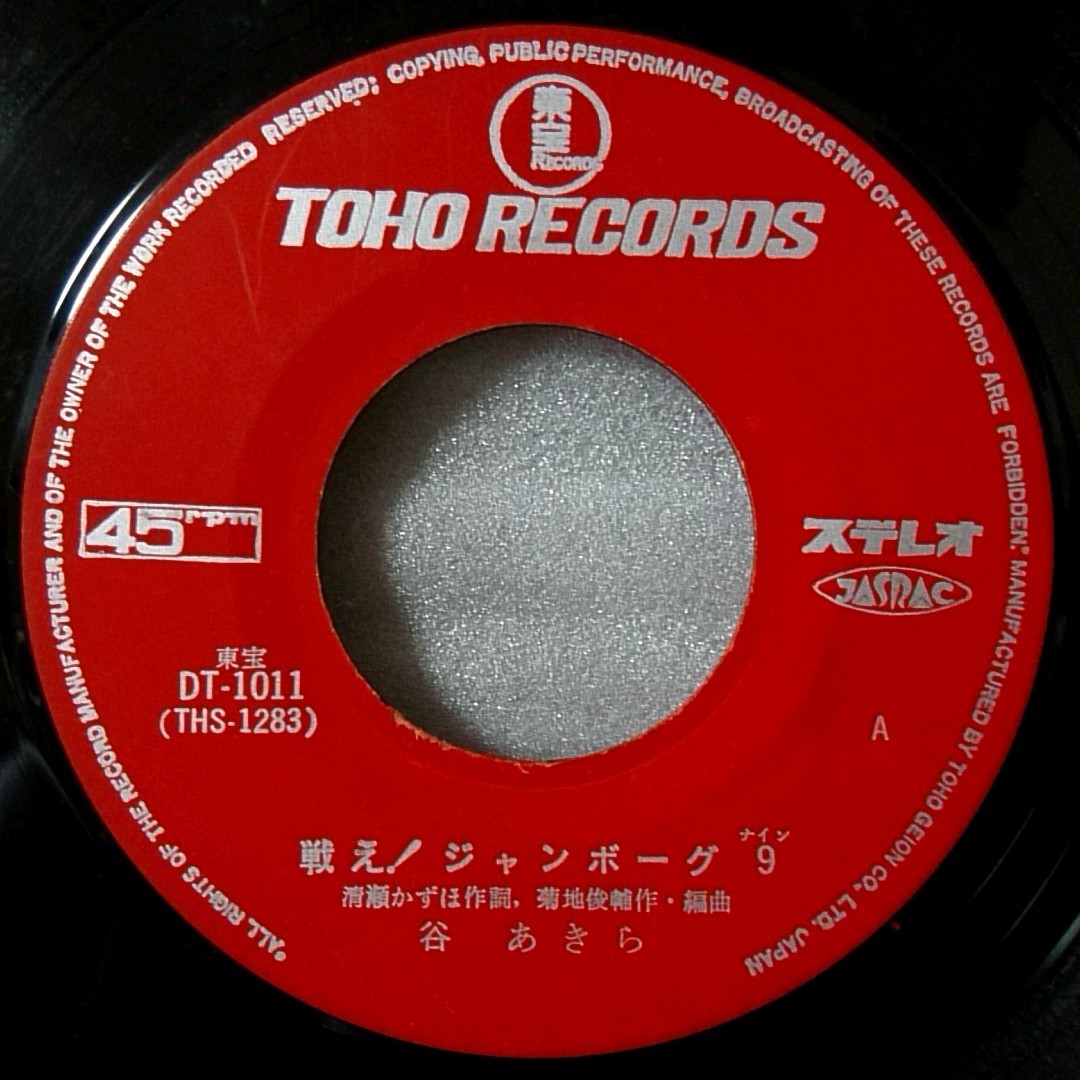 °ALL RIGHTS OF THE RECORD MANUFACTURER AND OF THE OWNER OF THE WORK RECORDED RESERVED; COPYING, PUBLIC PERFORMANCE, BROADCASTING OF THESE RECORDS ARE FORBIDDEN." MANUFACTURED BY TOHO GEION CO., LTD. JAPAN
東宝
RECORDS
TOHO RECORDS
45rpm
ステレオ
JASRAC
東宝
DT-1011
(THS-1283)
A
ナイン
戦え!ジャンボーグ9
清瀬かずほ作詞, 菊地俊輔作・編曲
谷 あきら